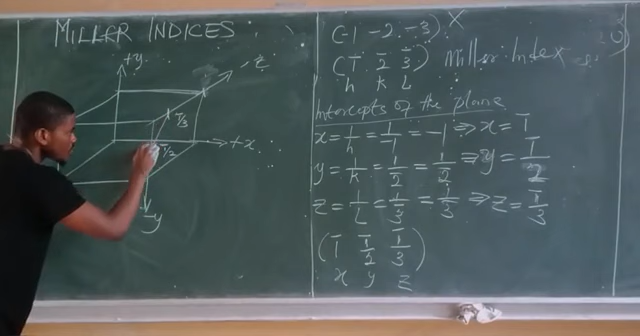 MILLER INDICES:
+y
-z
1̄/3
1̄/2
+x
-y
(-1 -2 -3) X
(1̄ 2̄ 3̄) Miller Index
h k L
Intercepts of the plane
x = 1/h = 1/1̄ = -1 ⇒ x = 1̄
y = 1/k = 1/2̄ = 1̄/2 ⇒ y = 1̄/2
z = 1/L = 1/3̄ = 1̄/3 ⇒ z = 1̄/3
(1̄ 1̄/2 1̄/3)
x y z